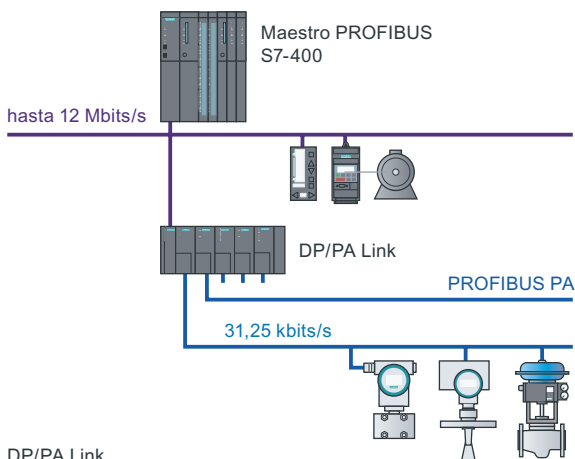 Maestro PROFIBUS
S7-400
hasta 12 Mbits/s
DP/PA Link
PROFIBUS PA
31,25 kbits/s
DP/PA Link